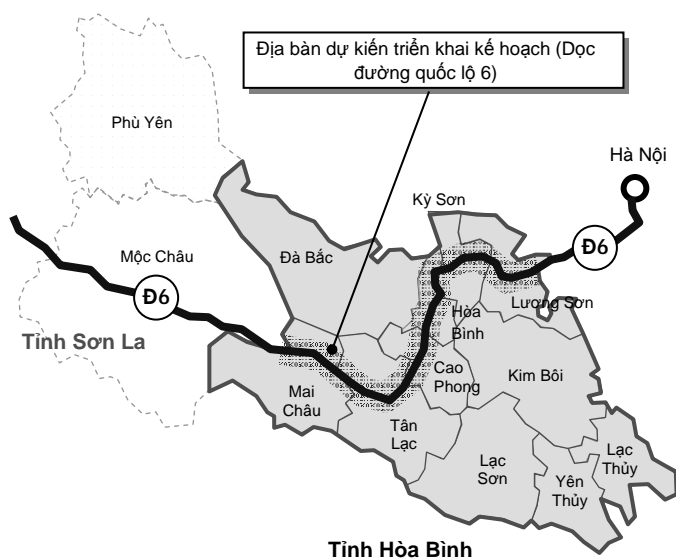 Địa bàn dự kiến triển khai kế hoạch (Dọc
đường quốc lộ 6)
Phù Yên
Hà Nội
Kỳ Sơn
Đ6
Mộc Châu
Đà Bắc
Đ6
Lương Sơn
Hòa
Bình
Tỉnh Sơn La
Cao
Phong
Kim Bôi
Mai
Châu
Tân
Lạc
Lạc
Thủy
Lạc
Sơn
Yên
Thủy
Tỉnh Hòa Bình